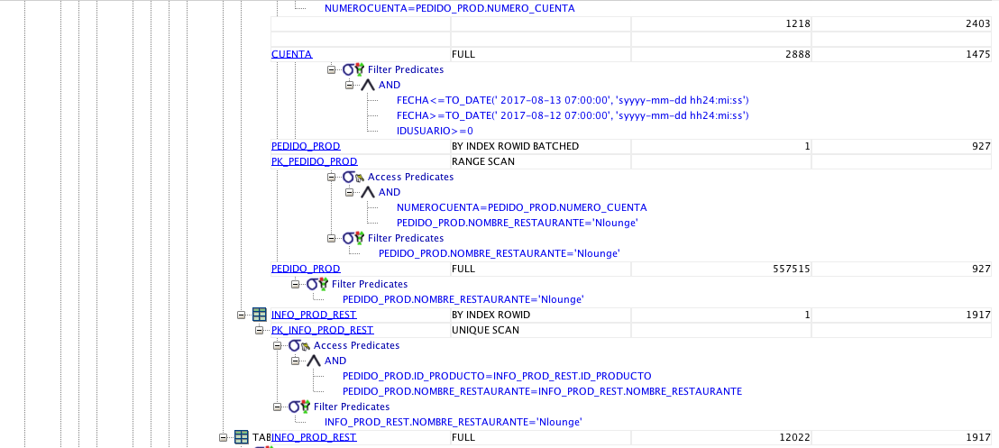 NUMEROCUENTA=PEDIDO_PROD.NUMERO_CUENTA
1218 2403
CUENTA FULL 2888 1475
Filter Predicates
AND
FECHA<=TO_DATE(' 2017-08-13 07:00:00', 'syyyy-mm-dd hh24:mi:ss')
FECHA>=TO_DATE(' 2017-08-12 07:00:00', 'syyyy-mm-dd hh24:mi:ss')
IDUSUARIO>=0
PEDIDO_PROD BY INDEX ROWID BATCHED 1 927
PK_PEDIDO_PROD RANGE SCAN
Access Predicates
AND
NUMEROCUENTA=PEDIDO_PROD.NUMERO_CUENTA
PEDIDO_PROD.NOMBRE_RESTAURANTE='Nlounge'
Filter Predicates
PEDIDO_PROD.NOMBRE_RESTAURANTE='Nlounge'
PEDIDO_PROD FULL 557515 927
Filter Predicates
PEDIDO_PROD.NOMBRE_RESTAURANTE='Nlounge'
INFO_PROD_REST BY INDEX ROWID 1 1917
PK_INFO_PROD_REST UNIQUE SCAN
Access Predicates
AND
PEDIDO_PROD.ID_PRODUCTO=INFO_PROD_REST.ID_PRODUCTO
PEDIDO_PROD.NOMBRE_RESTAURANTE=INFO_PROD_REST.NOMBRE_RESTAURANTE
Filter Predicates
INFO_PROD_REST.NOMBRE_RESTAURANTE='Nlounge'
TAB INFO_PROD_REST FULL 12022 1917